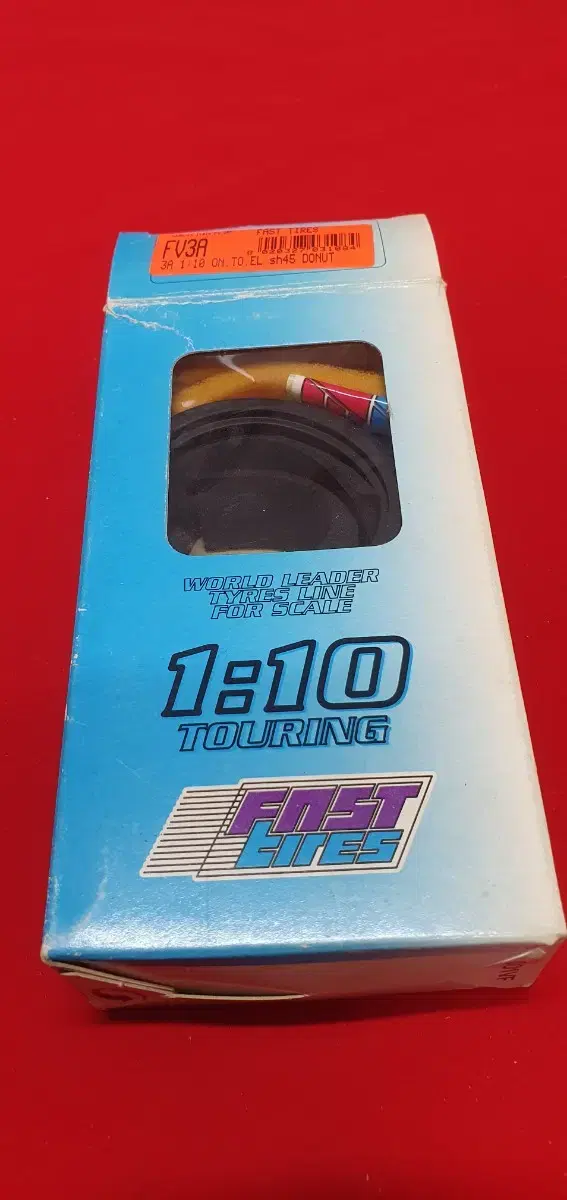 FAST TIRES
FV3A
3A 1:10 ON.TO.EL sh45 DONUT
WORLD LEADER
TYRES LINE
FOR SCALE
1:10
TOURING
FAST
tires